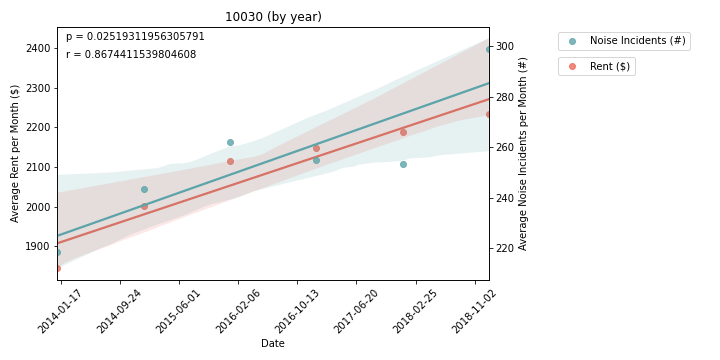 10030 (by year)
p = 0.02519311956305791
r = 0.8674411539804608
Noise Incidents (#)
Rent ($)
Average Rent per Month ($)
2400
2300
2200
2100
2000
1900
Average Noise Incidents per Month (#)
300
280
260
240
220
2014-01-17
2014-09-24
2015-06-01
2016-02-06
2016-10-13
2017-06-20
2018-02-25
2018-11-02
Date